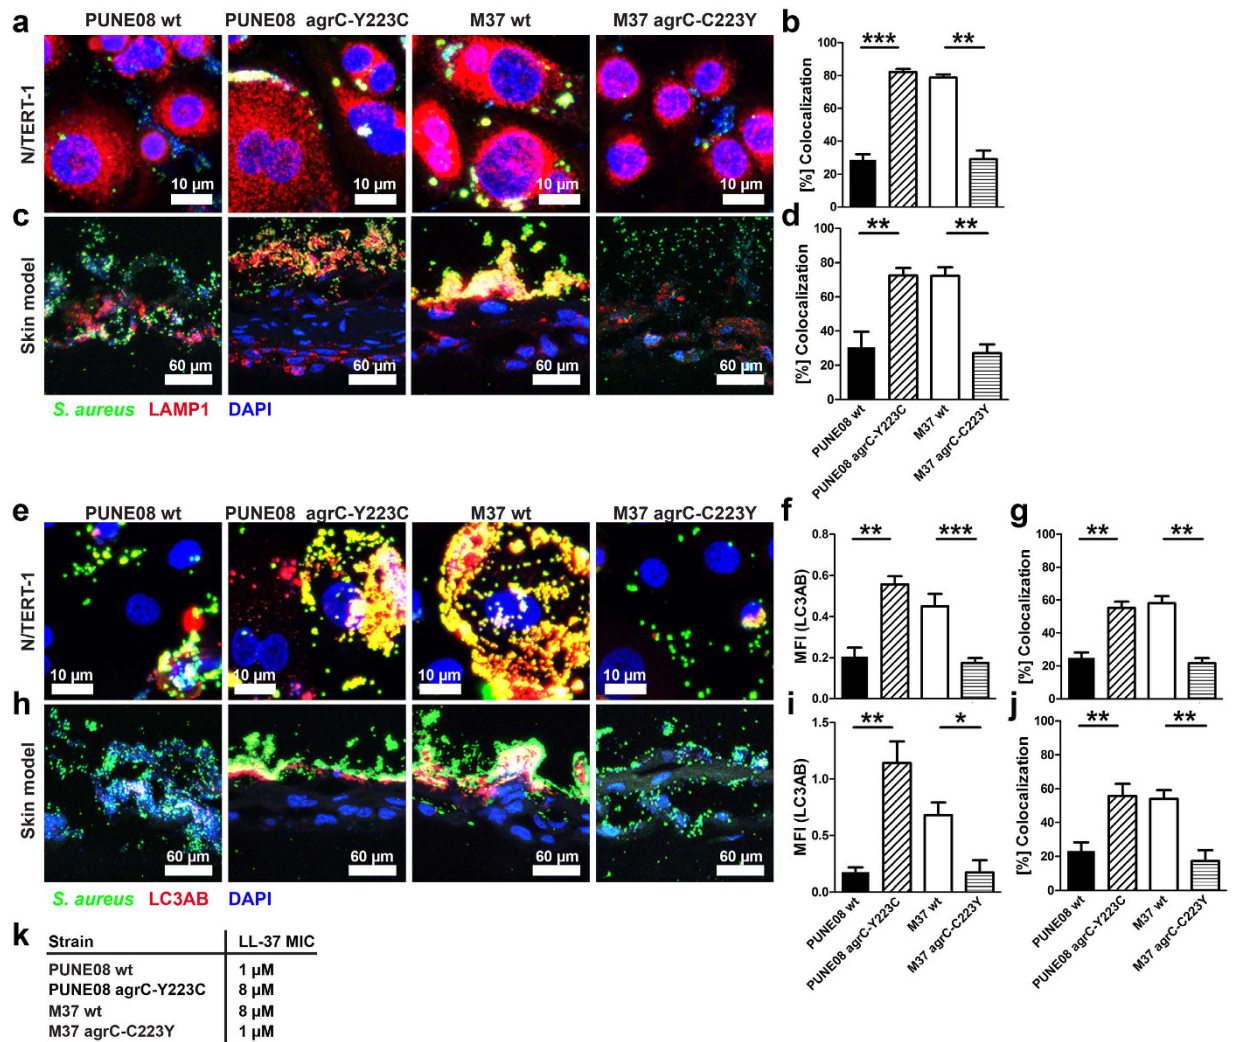 a PUNE08 wt PUNE08 agrC-Y223C M37 wt M37 agrC-C223Y
N/TERT-1
10 µm 10 µm 10 µm 10 µm
b
*** **
[%] Colocalization
100
80
60
40
20
0
c
Skin model
60 µm 60 µm 60 µm 60 µm
S. aureus LAMP1 DAPI
d
** **
[%] Colocalization
100
80
60
40
20
0
PUNE08 wt
PUNE08 agrC-Y223C
M37 wt
M37 agrC-C223Y
e PUNE08 wt PUNE08 agrC-Y223C M37 wt M37 agrC-C223Y
N/TERT-1
10 µm 10 µm 10 µm 10 µm
f
** ***
MFI (LC3AB)
0.8
0.6
0.4
0.2
0.0
g
** **
[%] Colocalization
100
80
60
40
20
0
h
Skin model
60 µm 60 µm 60 µm 60 µm
S. aureus LC3AB DAPI
i
** *
MFI (LC3AB)
1.5
1.0
0.5
0.0
PUNE08 wt
PUNE08 agrC-Y223C
M37 wt
M37 agrC-C223Y
j
** **
[%] Colocalization
100
80
60
40
20
0
PUNE08 wt
PUNE08 agrC-Y223C
M37 wt
M37 agrC-C223Y
k
Strain LL-37 MIC
PUNE08 wt 1 µM
PUNE08 agrC-Y223C 8 µM
M37 wt 8 µM
M37 agrC-C223Y 1 µM